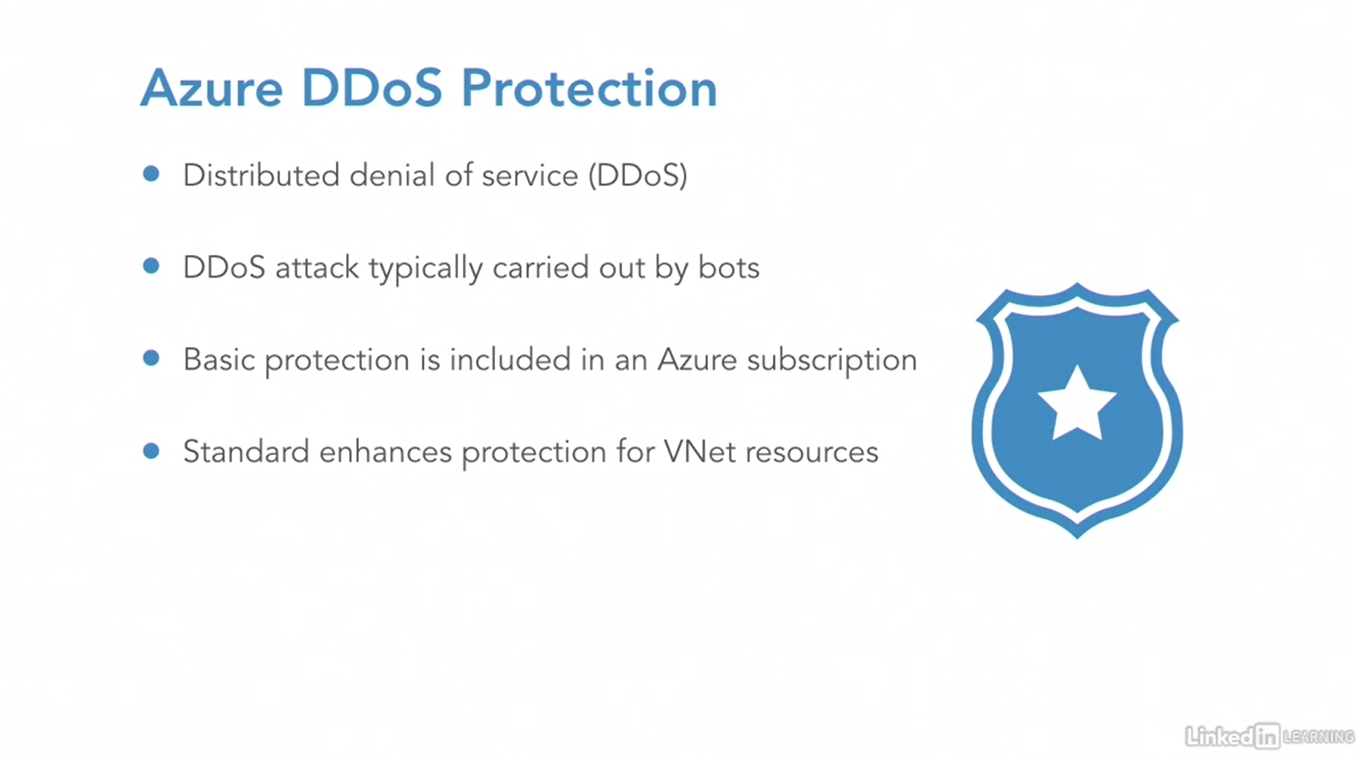 Azure DDoS Protection
Distributed denial of service (DDoS)
DDoS attack typically carried out by bots
Basic protection is included in an Azure subscription
Standard enhances protection for VNet resources
Linked in LEARNING